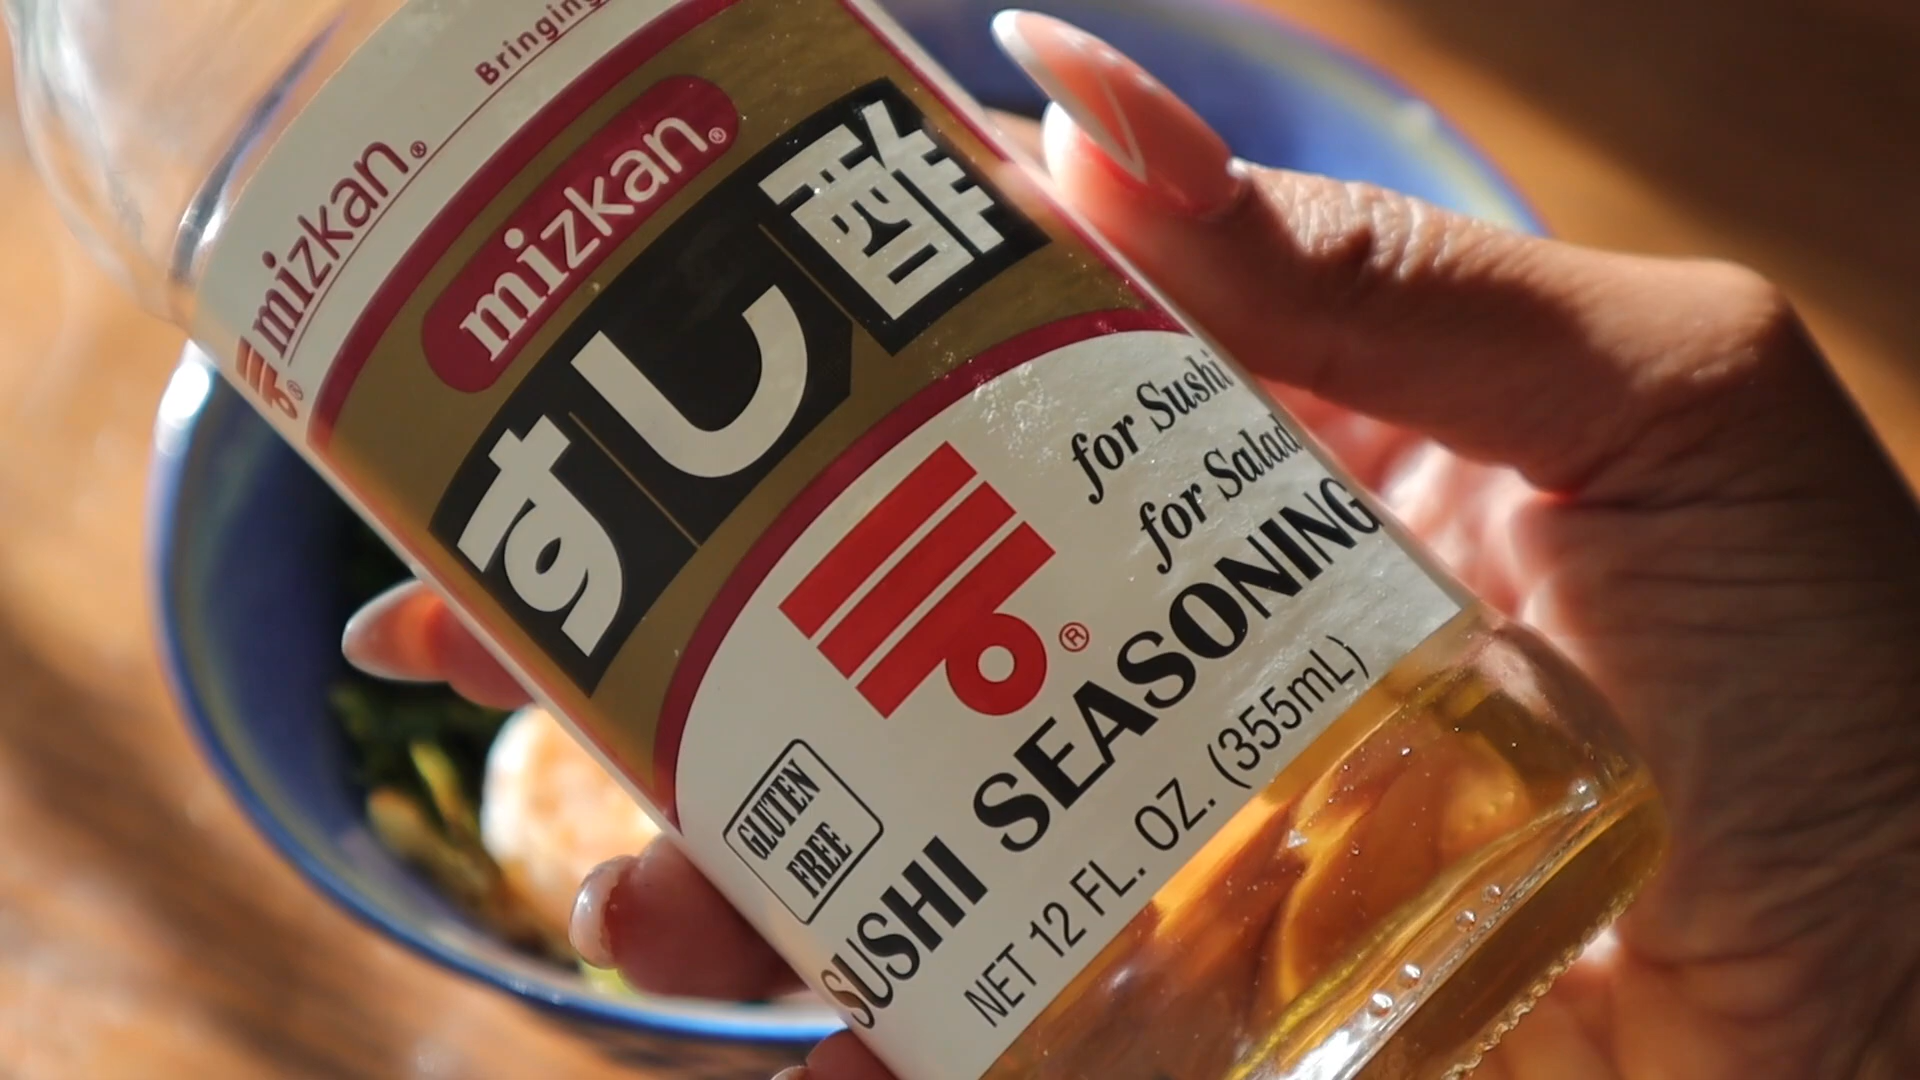 Bringing
mizkan®
mizkan®
すし酢
for Sushi
for Salad
®
SUSHI SEASONING
GLUTEN
FREE
NET 12 FL. OZ. (355mL)